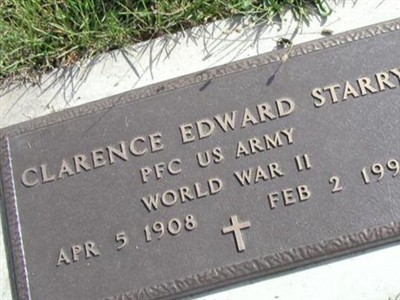 CLARENCE EDWARD STARRY
PFC US ARMY
WORLD WAR II
APR 5 1908 FEB 2 199